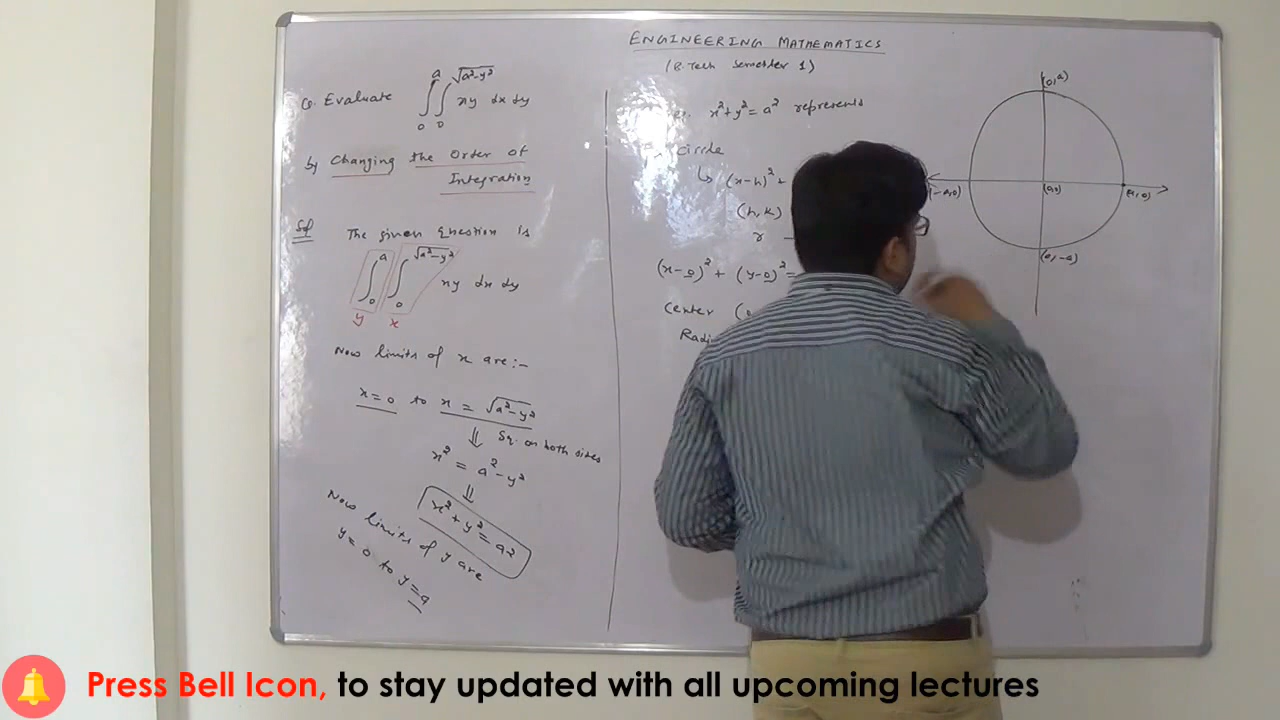 ENGINEERING MATHEMATICS
(B.Tech Semester 1)
Q. Evaluate ∫₀ᵃ ∫₀^√(a²-y²) xy dx dy
by Changing the Order of
Integration
Sol The given question is
∫₀ᵃ ∫₀^√(a²-y²) xy dx dy
y x
Now limits of x are:-
x=0 to x = √(a²-y²)
⇓ Sq. on both sides
x² = a²-y²
⇓
x²+y²=a²
Now limits of y are
y=0 to y=a
x²+y²=a² represents
circle
↳ (x-h)²+
(h,k)
r -
(x-0)² + (y-0)²=
center (
(0,a)
(-a,0)
(0,0)
(a,0)
(0,-a)
Press Bell Icon, to stay updated with all upcoming lectures